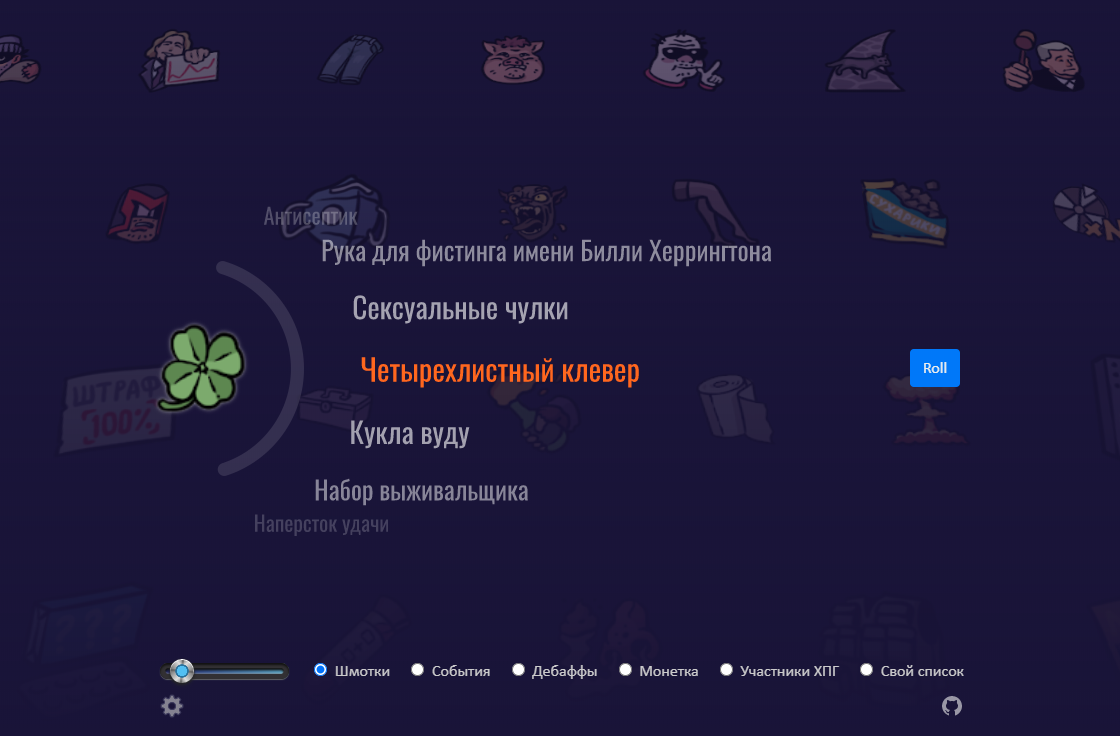 СУХАРИКИ
×N
Антисептик
Рука для фистинга имени Билли Херрингтона
Сексуальные чулки
Четырехлистный клевер
Roll
ШТРАФ
100%
Кукла вуду
Набор выживальщика
Наперсток удачи
???
Шмотки
События
Дебаффы
Монетка
Участники ХПГ
Свой список